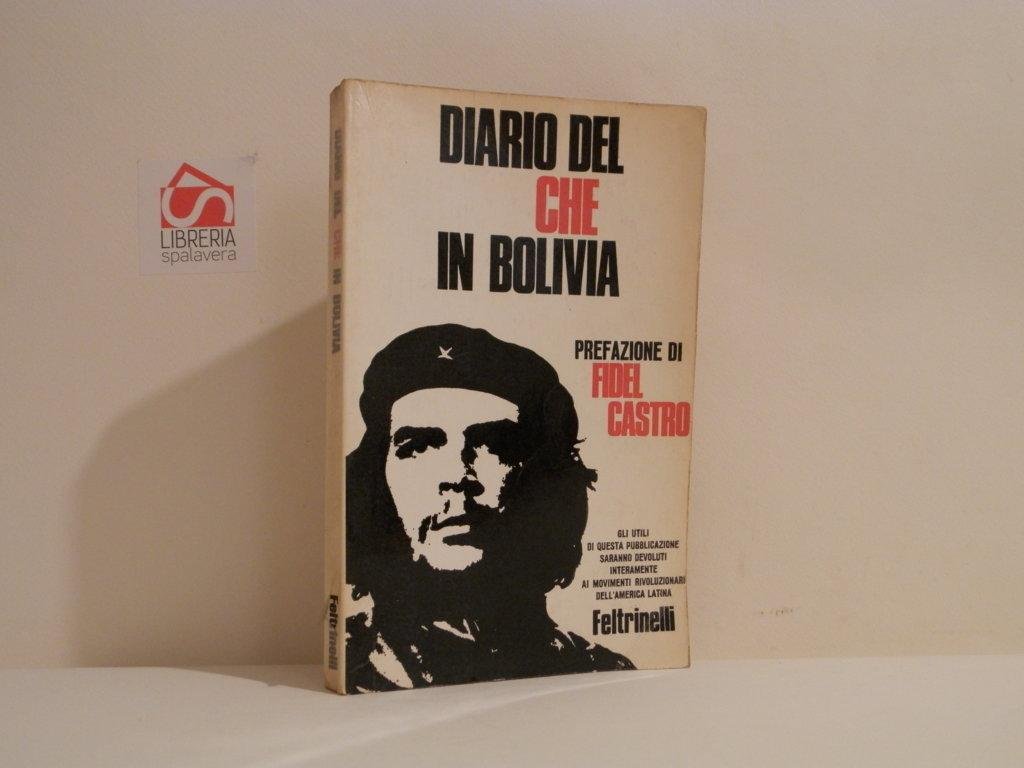 LIBRERIA
spalavera
DIARIO DEL CHE IN BOLIVIA
Feltrinelli
DIARIO DEL
CHE
IN BOLIVIA
PREFAZIONE DI
FIDEL
CASTRO
GLI UTILI
DI QUESTA PUBBLICAZIONE
SARANNO DEVOLUTI
INTERAMENTE
AI MOVIMENTI RIVOLUZIONARI
DELL'AMERICA LATINA
Feltrinelli